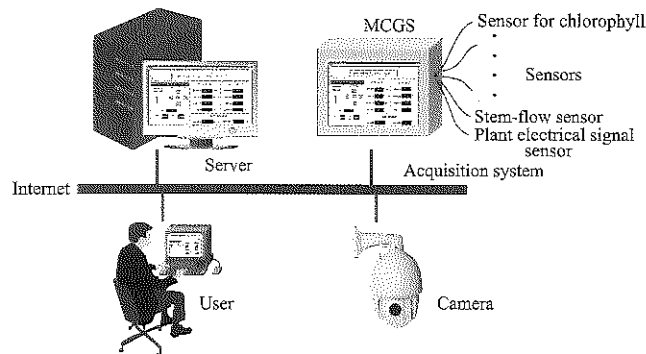 MCGS
Sensor for chlorophyll
Sensors
Stem-flow sensor
Plant electrical signal
sensor
Server
Acquisition system
Internet
User
Camera